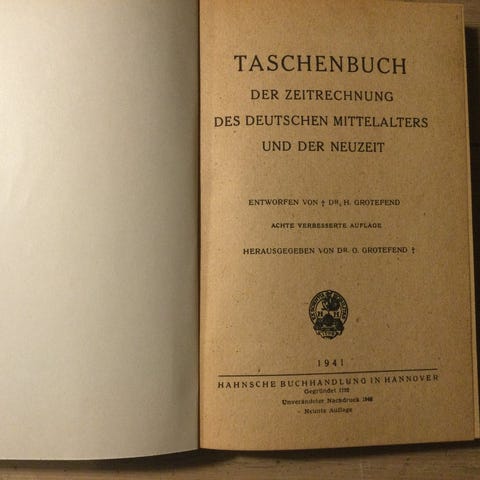 TASCHENBUCH
DER ZEITRECHNUNG
DES DEUTSCHEN MITTELALTERS
UND DER NEUZEIT
ENTWORFEN VON † DR. H. GROTEFEND
ACHTE VERBESSERTE AUFLAGE
HERAUSGEGEBEN VON DR. O. GROTEFEND †
1941
HAHNSCHE BUCHHANDLUNG IN HANNOVER
Gegründet 1792
Unveränderter Nachdruck 1948
Neunte Auflage